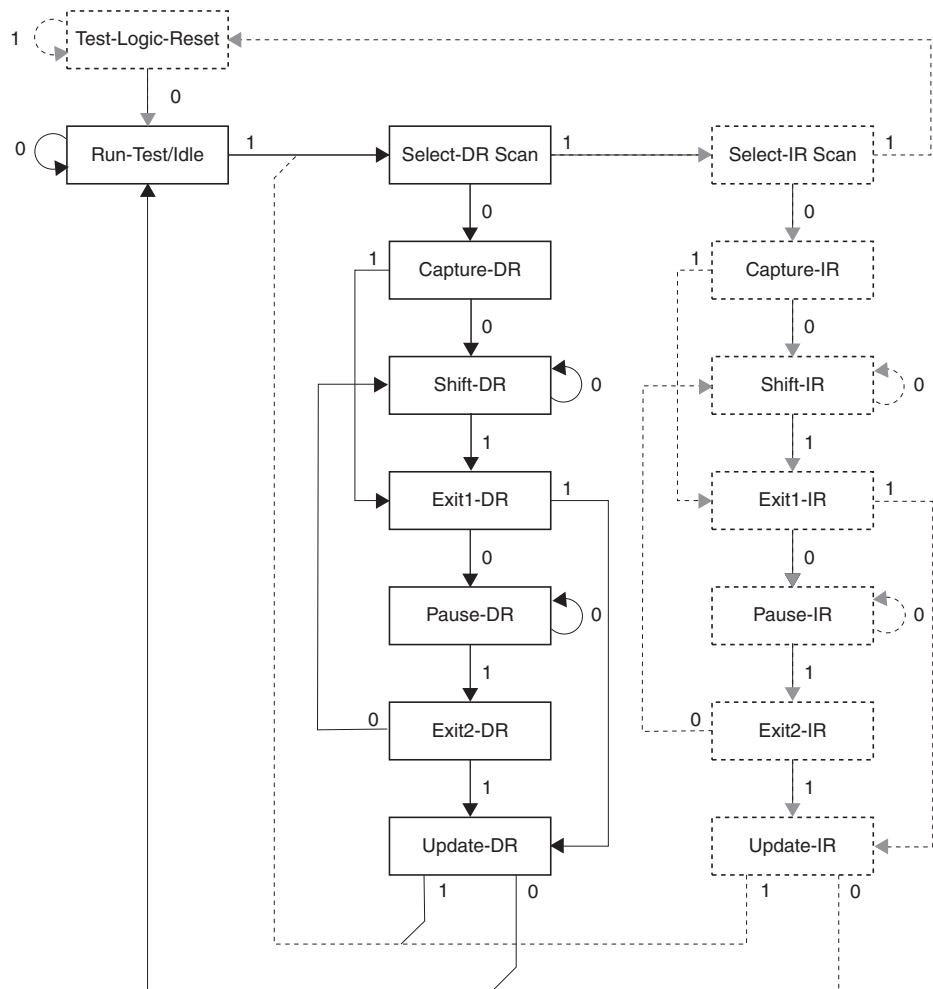 Test-Logic-Reset
1
0
Run-Test/Idle
0
1
Select-DR Scan
1
Select-IR Scan
1
0
0
1
Capture-DR
1
Capture-IR
0
0
Shift-DR
0
Shift-IR
0
1
1
Exit1-DR
1
Exit1-IR
1
0
0
Pause-DR
0
Pause-IR
0
1
1
0
Exit2-DR
0
Exit2-IR
1
1
Update-DR
Update-IR
1
0
1
0